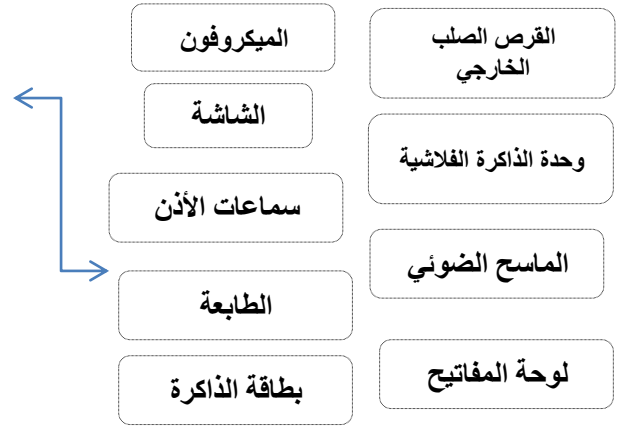 القرص الصلب
الخارجي
الميكروفون
الشاشة
وحدة الذاكرة الفلاشية
سماعات الأذن
الماسح الضوئي
الطابعة
لوحة المفاتيح
بطاقة الذاكرة